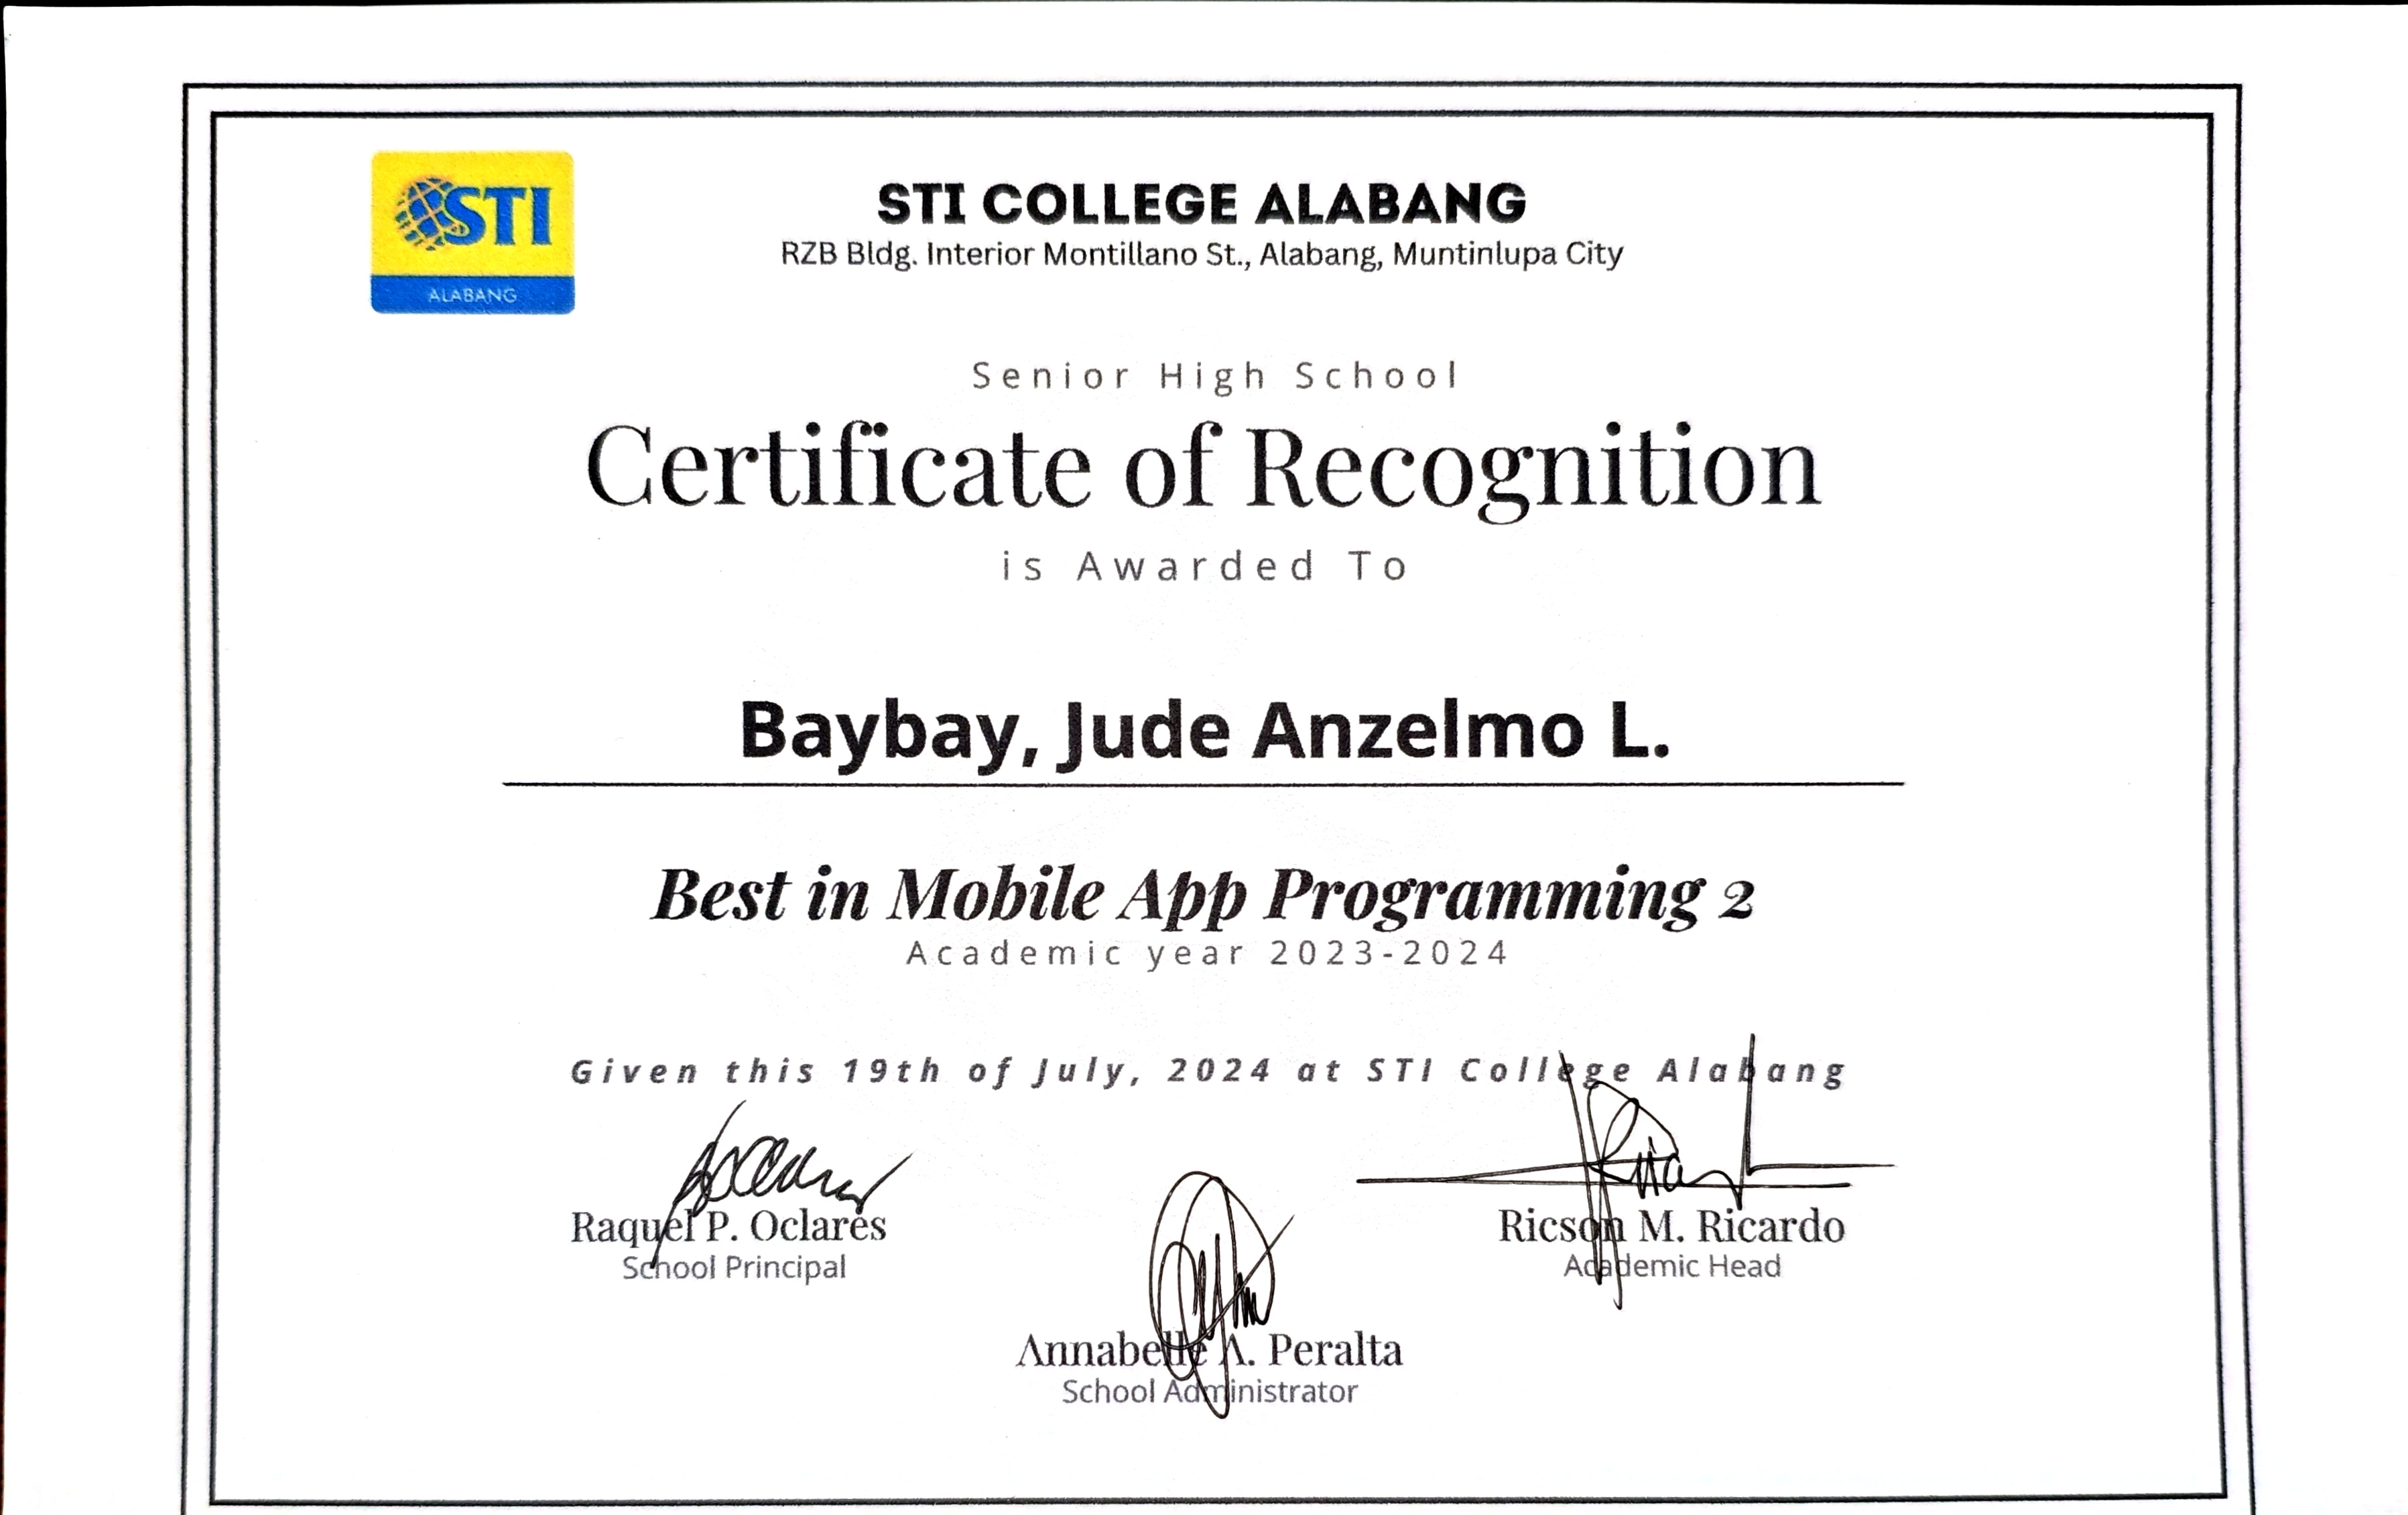 STI
ALABANG
STI COLLEGE ALABANG
RZB Bldg. Interior Montillano St., Alabang, Muntinlupa City
Senior High School
Certificate of Recognition
is Awarded To
Baybay, Jude Anzelmo L.
Best in Mobile App Programming 2
Academic year 2023-2024
Given this 19th of July, 2024 at STI College Alabang
Raquel P. Oclares
School Principal
Ricson M. Ricardo
Academic Head
Annabelle A. Peralta
School Administrator